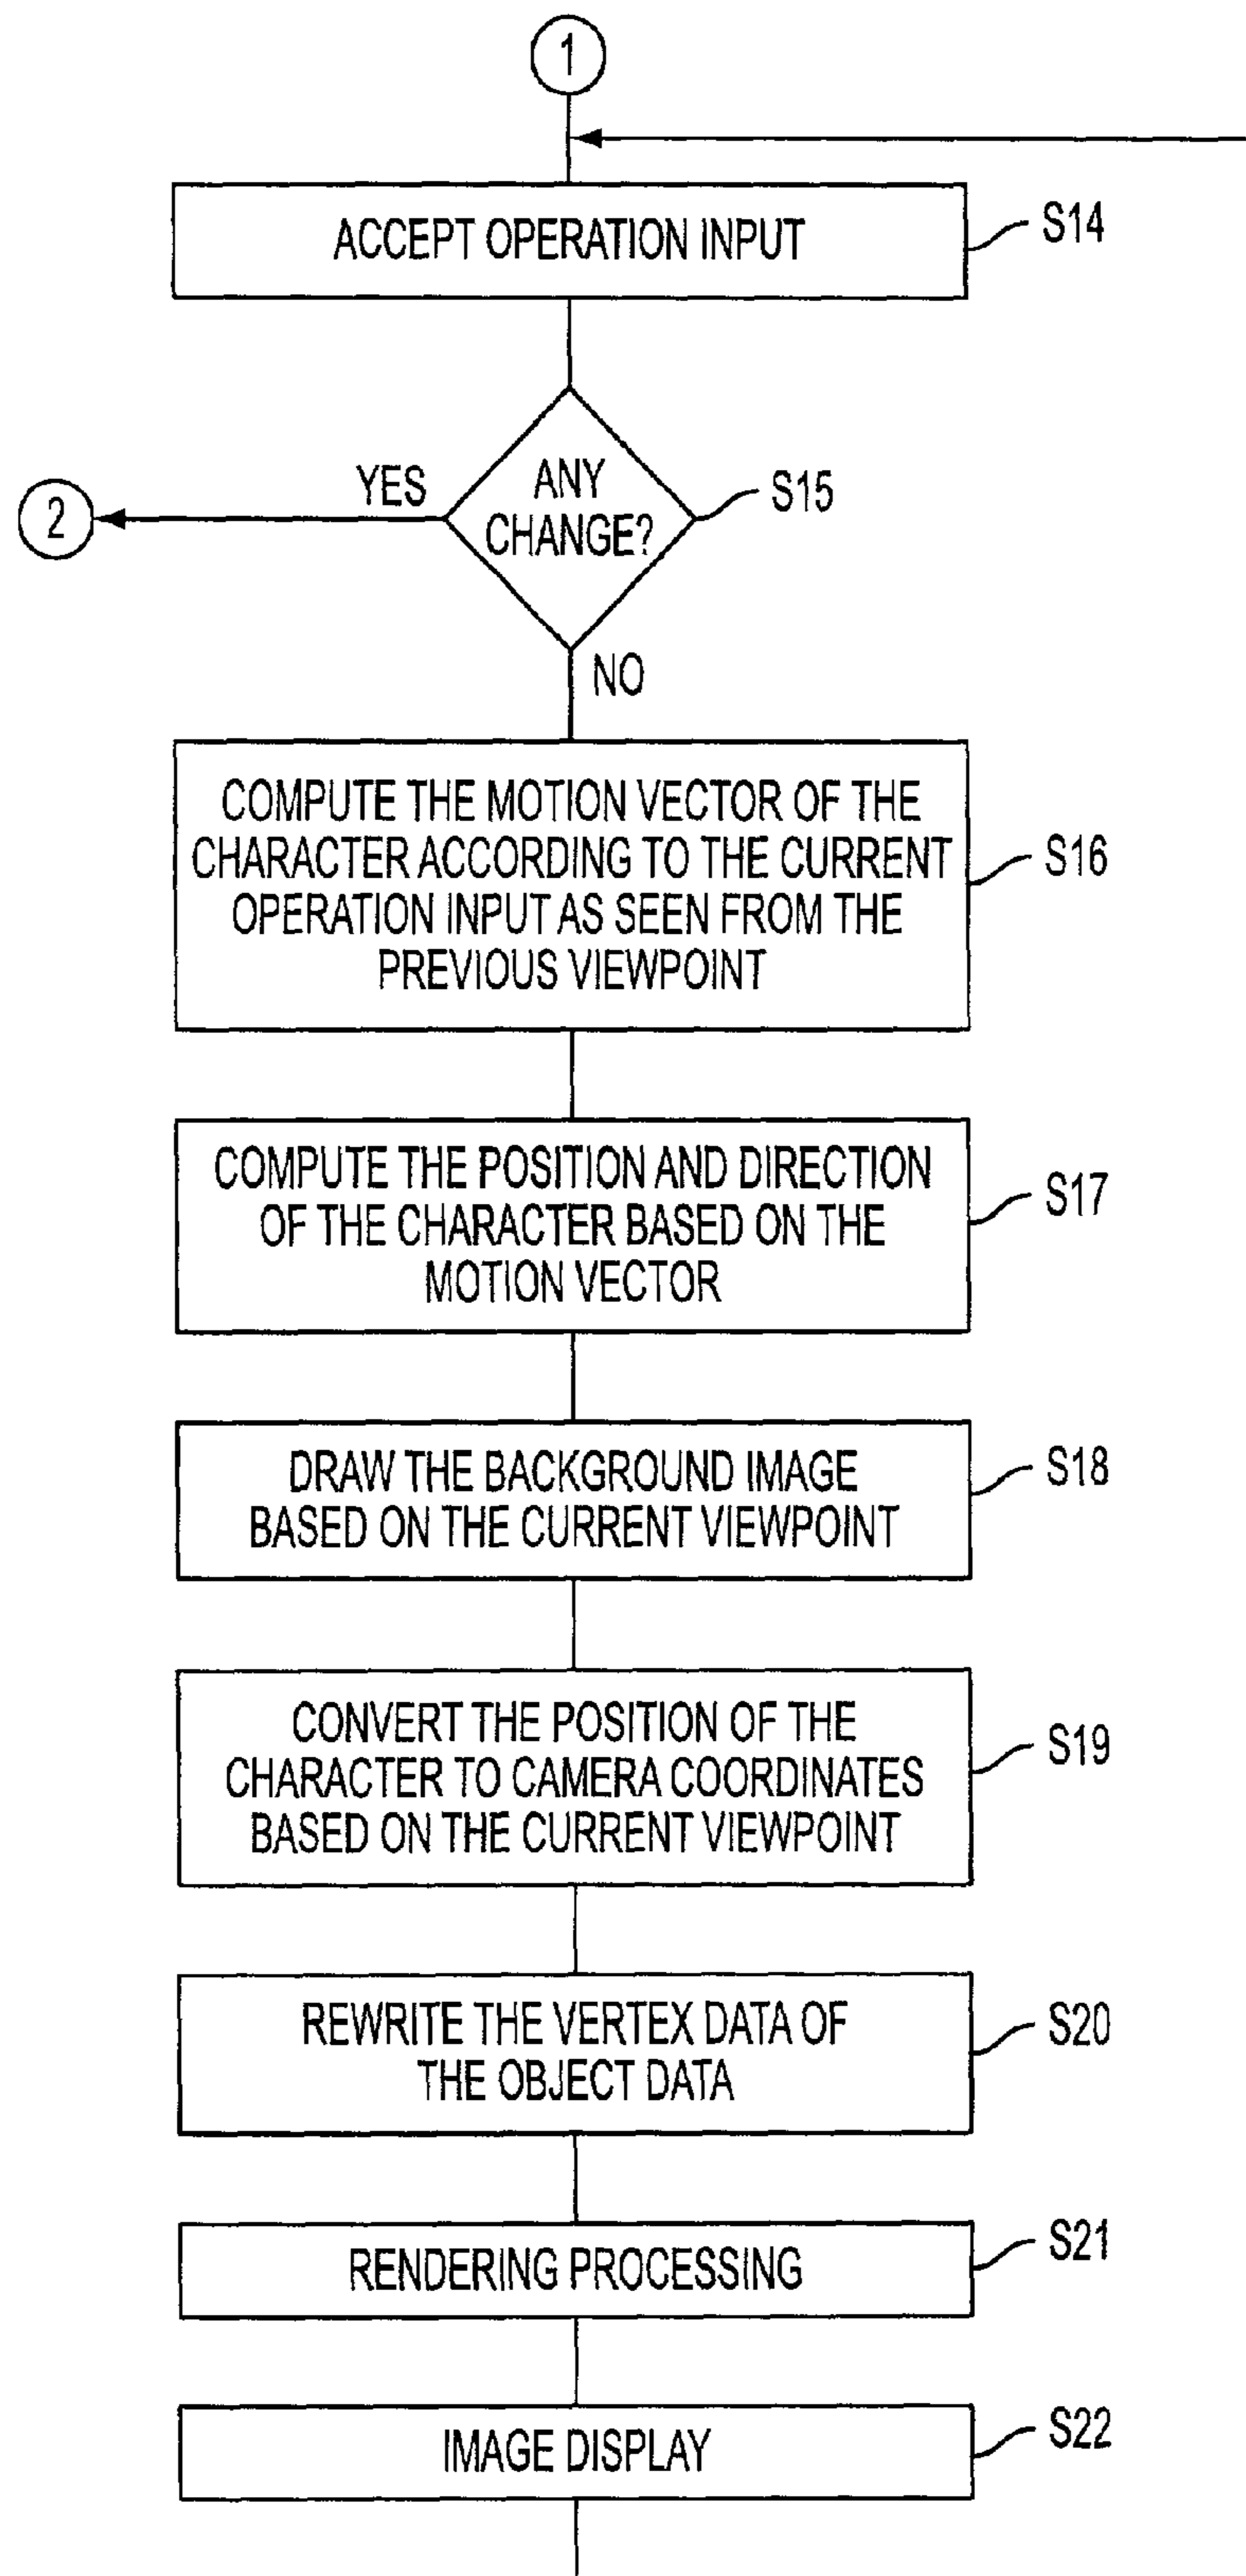 1
ACCEPT OPERATION INPUT
S14
ANY
CHANGE?
S15
YES
2
NO
COMPUTE THE MOTION VECTOR OF THE
CHARACTER ACCORDING TO THE CURRENT
OPERATION INPUT AS SEEN FROM THE
PREVIOUS VIEWPOINT
S16
COMPUTE THE POSITION AND DIRECTION
OF THE CHARACTER BASED ON THE
MOTION VECTOR
S17
DRAW THE BACKGROUND IMAGE
BASED ON THE CURRENT VIEWPOINT
S18
CONVERT THE POSITION OF THE
CHARACTER TO CAMERA COORDINATES
BASED ON THE CURRENT VIEWPOINT
S19
REWRITE THE VERTEX DATA OF
THE OBJECT DATA
S20
RENDERING PROCESSING
S21
IMAGE DISPLAY
S22